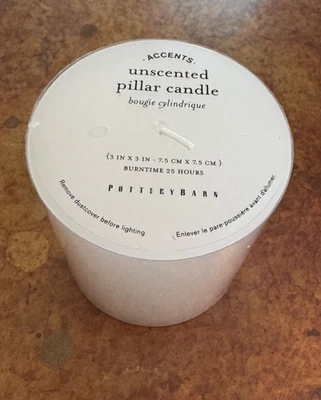 · ACCENTS ·
unscented
pillar candle
bougie cylindrique
(3 IN X 3 IN - 7.5 CM X 7.5 CM)
BURNTIME 25 HOURS
POTTERYBARN
Remove dustcover before lighting.
Enlever le pare-poussière avant d'allumer.